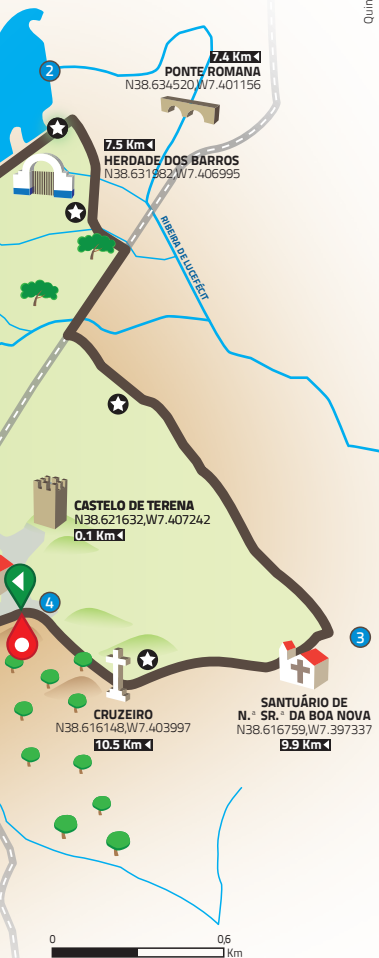 Quin
2
7.4 Km
PONTE ROMANA
N38.634520,W7.401156
7.5 Km
HERDADE DOS BARROS
N38.631982,W7.406995
RIBEIRA DE LUCEFÉCIT
CASTELO DE TERENA
N38.621632,W7.407242
0.1 Km
4
3
SANTUÁRIO DE
N.ª SR.ª DA BOA NOVA
N38.616759,W7.397337
9.9 Km
CRUZEIRO
N38.616148,W7.403997
10.5 Km
0 0,6
Km